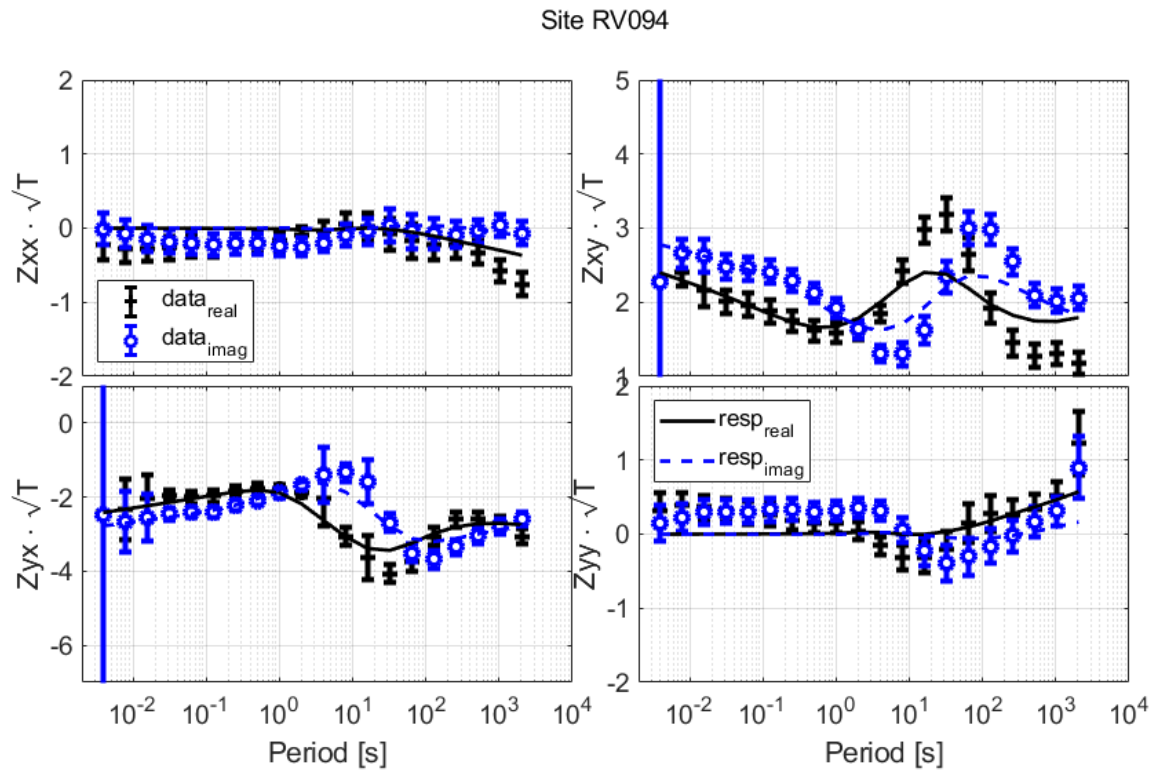 Site RV094
2
1
0
-1
-2
Zxx · √T
data_real
data_imag
5
4
3
2
1
Zxy · √T
0
-2
-4
-6
Zyx · √T
10^-2 10^-1 10^0 10^1 10^2 10^3 10^4
Period [s]
2
1
0
-1
-2
Zyy · √T
resp_real
resp_imag
10^-2 10^-1 10^0 10^1 10^2 10^3 10^4
Period [s]